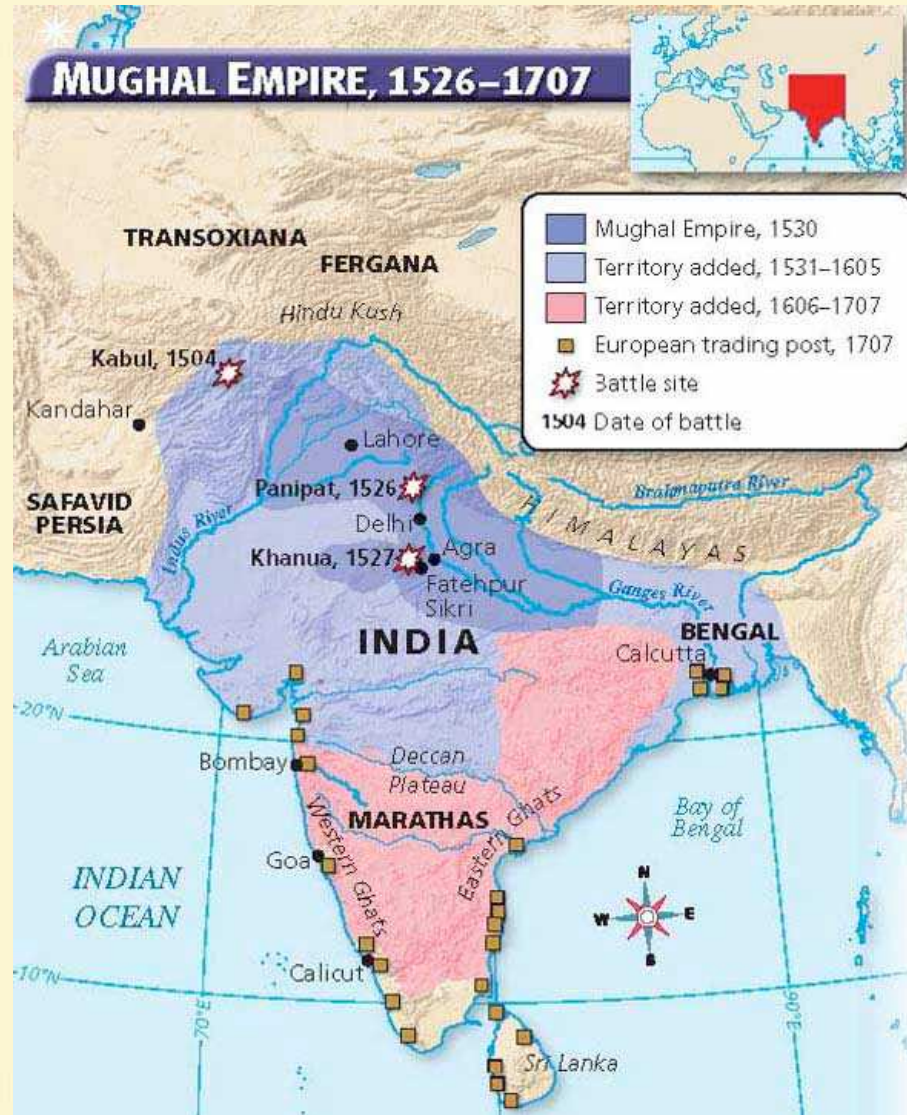 MUGHAL EMPIRE, 1526–1707
Mughal Empire, 1530
Territory added, 1531–1605
Territory added, 1606–1707
European trading post, 1707
Battle site
1504 Date of battle
TRANSOXIANA
FERGANA
Hindu Kush
Kabul, 1504
Kandahar
Lahore
SAFAVID
PERSIA
Panipat, 1526
Brahmaputra River
Indus River
Delhi
HIMALAYAS
Khanua, 1527
Agra
Fatehpur
Sikri
Ganges River
INDIA
BENGAL
Calcutta
Arabian
Sea
20°N
Bombay
Deccan
Plateau
Bay of
Bengal
MARATHAS
Western Ghats
Eastern Ghats
Goa
INDIAN
OCEAN
N
W
E
S
Calicut
10°N
70°E
90°E
Sri Lanka